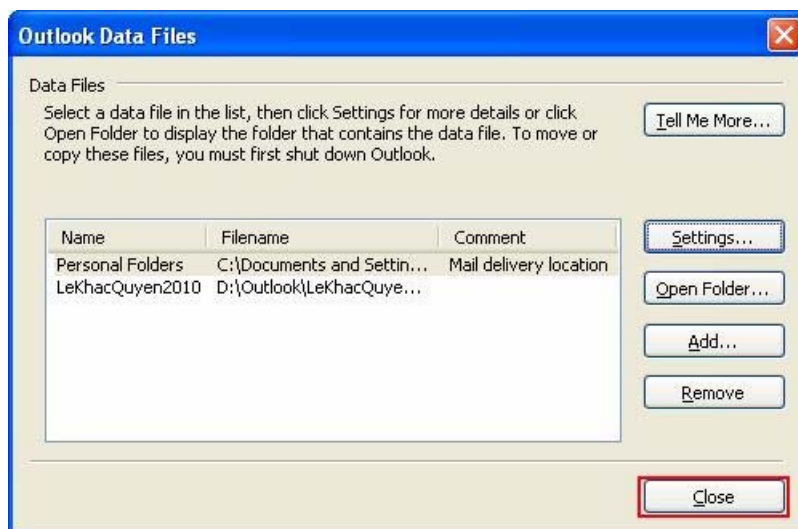 Outlook Data Files
Data Files
Select a data file in the list, then click Settings for more details or click
Open Folder to display the folder that contains the data file. To move or
copy these files, you must first shut down Outlook.
Tell Me More...
Name Filename Comment
Personal Folders C:\Documents and Settin... Mail delivery location
LeKhacQuyen2010 D:\Outlook\LeKhacQuye...
Settings...
Open Folder...
Add...
Remove
Close